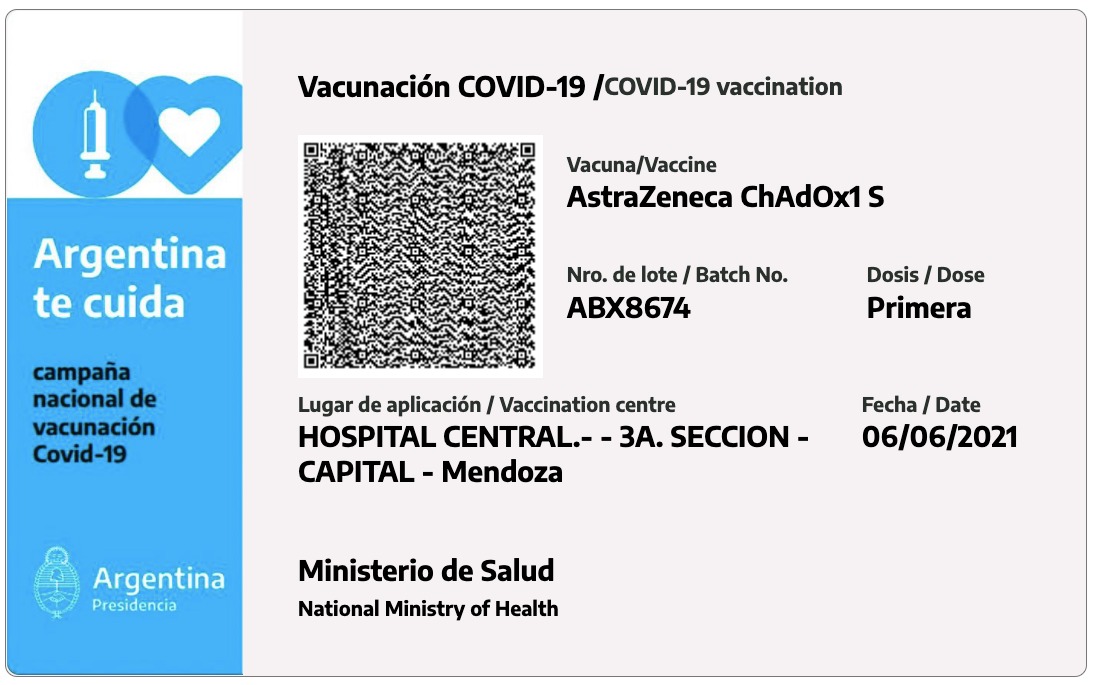 Argentina
te cuida
campaña
nacional de
vacunación
Covid-19
Argentina
Presidencia
Vacunación COVID-19 /COVID-19 vaccination
Vacuna/Vaccine
AstraZeneca ChAdOx1 S
Nro. de lote / Batch No.
ABX8674
Dosis / Dose
Primera
Lugar de aplicación / Vaccination centre
HOSPITAL CENTRAL.- - 3A. SECCION -
CAPITAL - Mendoza
Fecha / Date
06/06/2021
Ministerio de Salud
National Ministry of Health